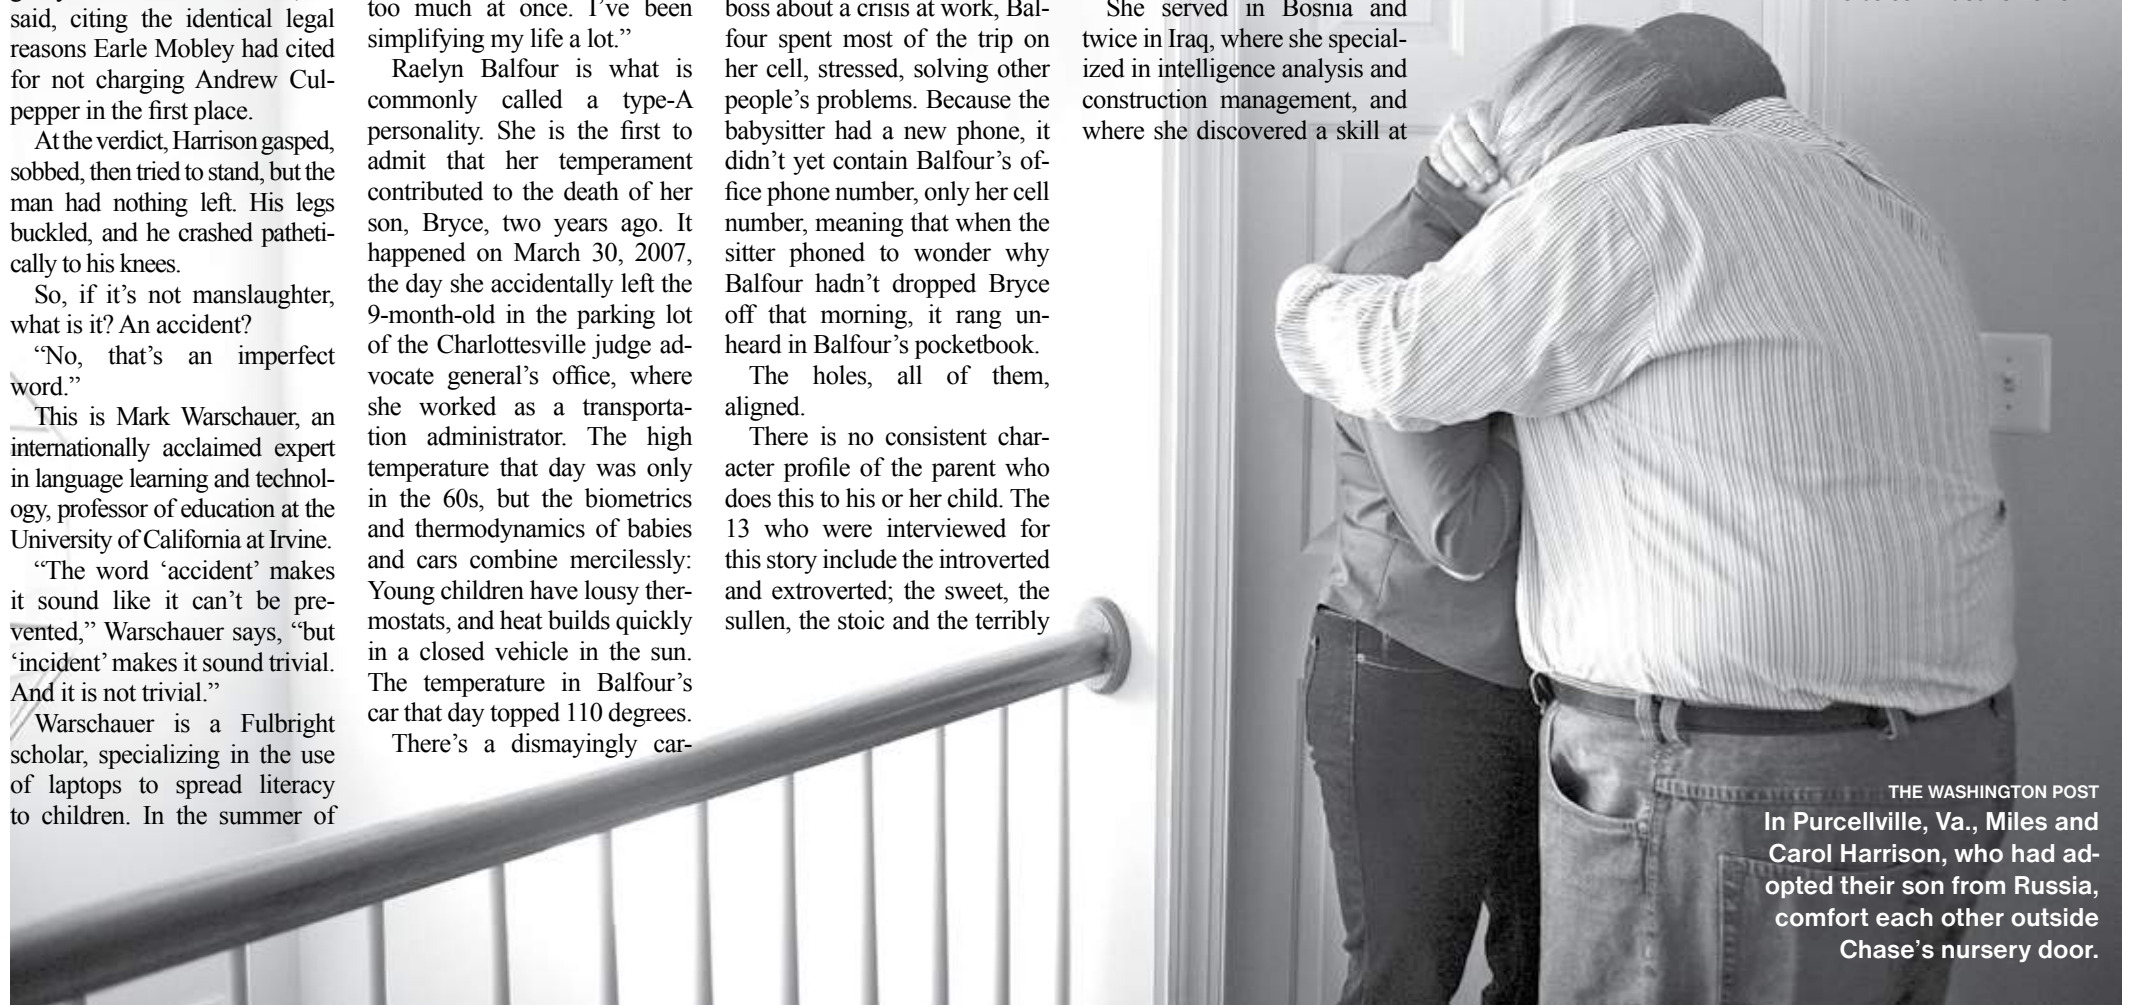 said, citing the identical legal
reasons Earle Mobley had cited
for not charging Andrew Cul-
pepper in the first place.
At the verdict, Harrison gasped,
sobbed, then tried to stand, but the
man had nothing left. His legs
buckled, and he crashed patheti-
cally to his knees.
So, if it’s not manslaughter,
what is it? An accident?
“No, that’s an imperfect
word.”
This is Mark Warschauer, an
internationally acclaimed expert
in language learning and technol-
ogy, professor of education at the
University of California at Irvine.
“The word ‘accident’ makes
it sound like it can’t be pre-
vented,” Warschauer says, “but
‘incident’ makes it sound trivial.
And it is not trivial.”
Warschauer is a Fulbright
scholar, specializing in the use
of laptops to spread literacy
to children. In the summer of
too much at once. I’ve been
simplifying my life a lot.”
Raelyn Balfour is what is
commonly called a type-A
personality. She is the first to
admit that her temperament
contributed to the death of her
son, Bryce, two years ago. It
happened on March 30, 2007,
the day she accidentally left the
9-month-old in the parking lot
of the Charlottesville judge ad-
vocate general’s office, where
she worked as a transporta-
tion administrator. The high
temperature that day was only
in the 60s, but the biometrics
and thermodynamics of babies
and cars combine mercilessly:
Young children have lousy ther-
mostats, and heat builds quickly
in a closed vehicle in the sun.
The temperature in Balfour’s
car that day topped 110 degrees.
There’s a dismayingly car-
boss about a crisis at work, Bal-
four spent most of the trip on
her cell, stressed, solving other
people’s problems. Because the
babysitter had a new phone, it
didn’t yet contain Balfour’s of-
fice phone number, only her cell
number, meaning that when the
sitter phoned to wonder why
Balfour hadn’t dropped Bryce
off that morning, it rang un-
heard in Balfour’s pocketbook.
The holes, all of them,
aligned.
There is no consistent char-
acter profile of the parent who
does this to his or her child. The
13 who were interviewed for
this story include the introverted
and extroverted; the sweet, the
sullen, the stoic and the terribly
She served in Bosnia and
twice in Iraq, where she special-
ized in intelligence analysis and
construction management, and
where she discovered a skill at
THE WASHINGTON POST
In Purcellville, Va., Miles and
Carol Harrison, who had ad-
opted their son from Russia,
comfort each other outside
Chase’s nursery door.